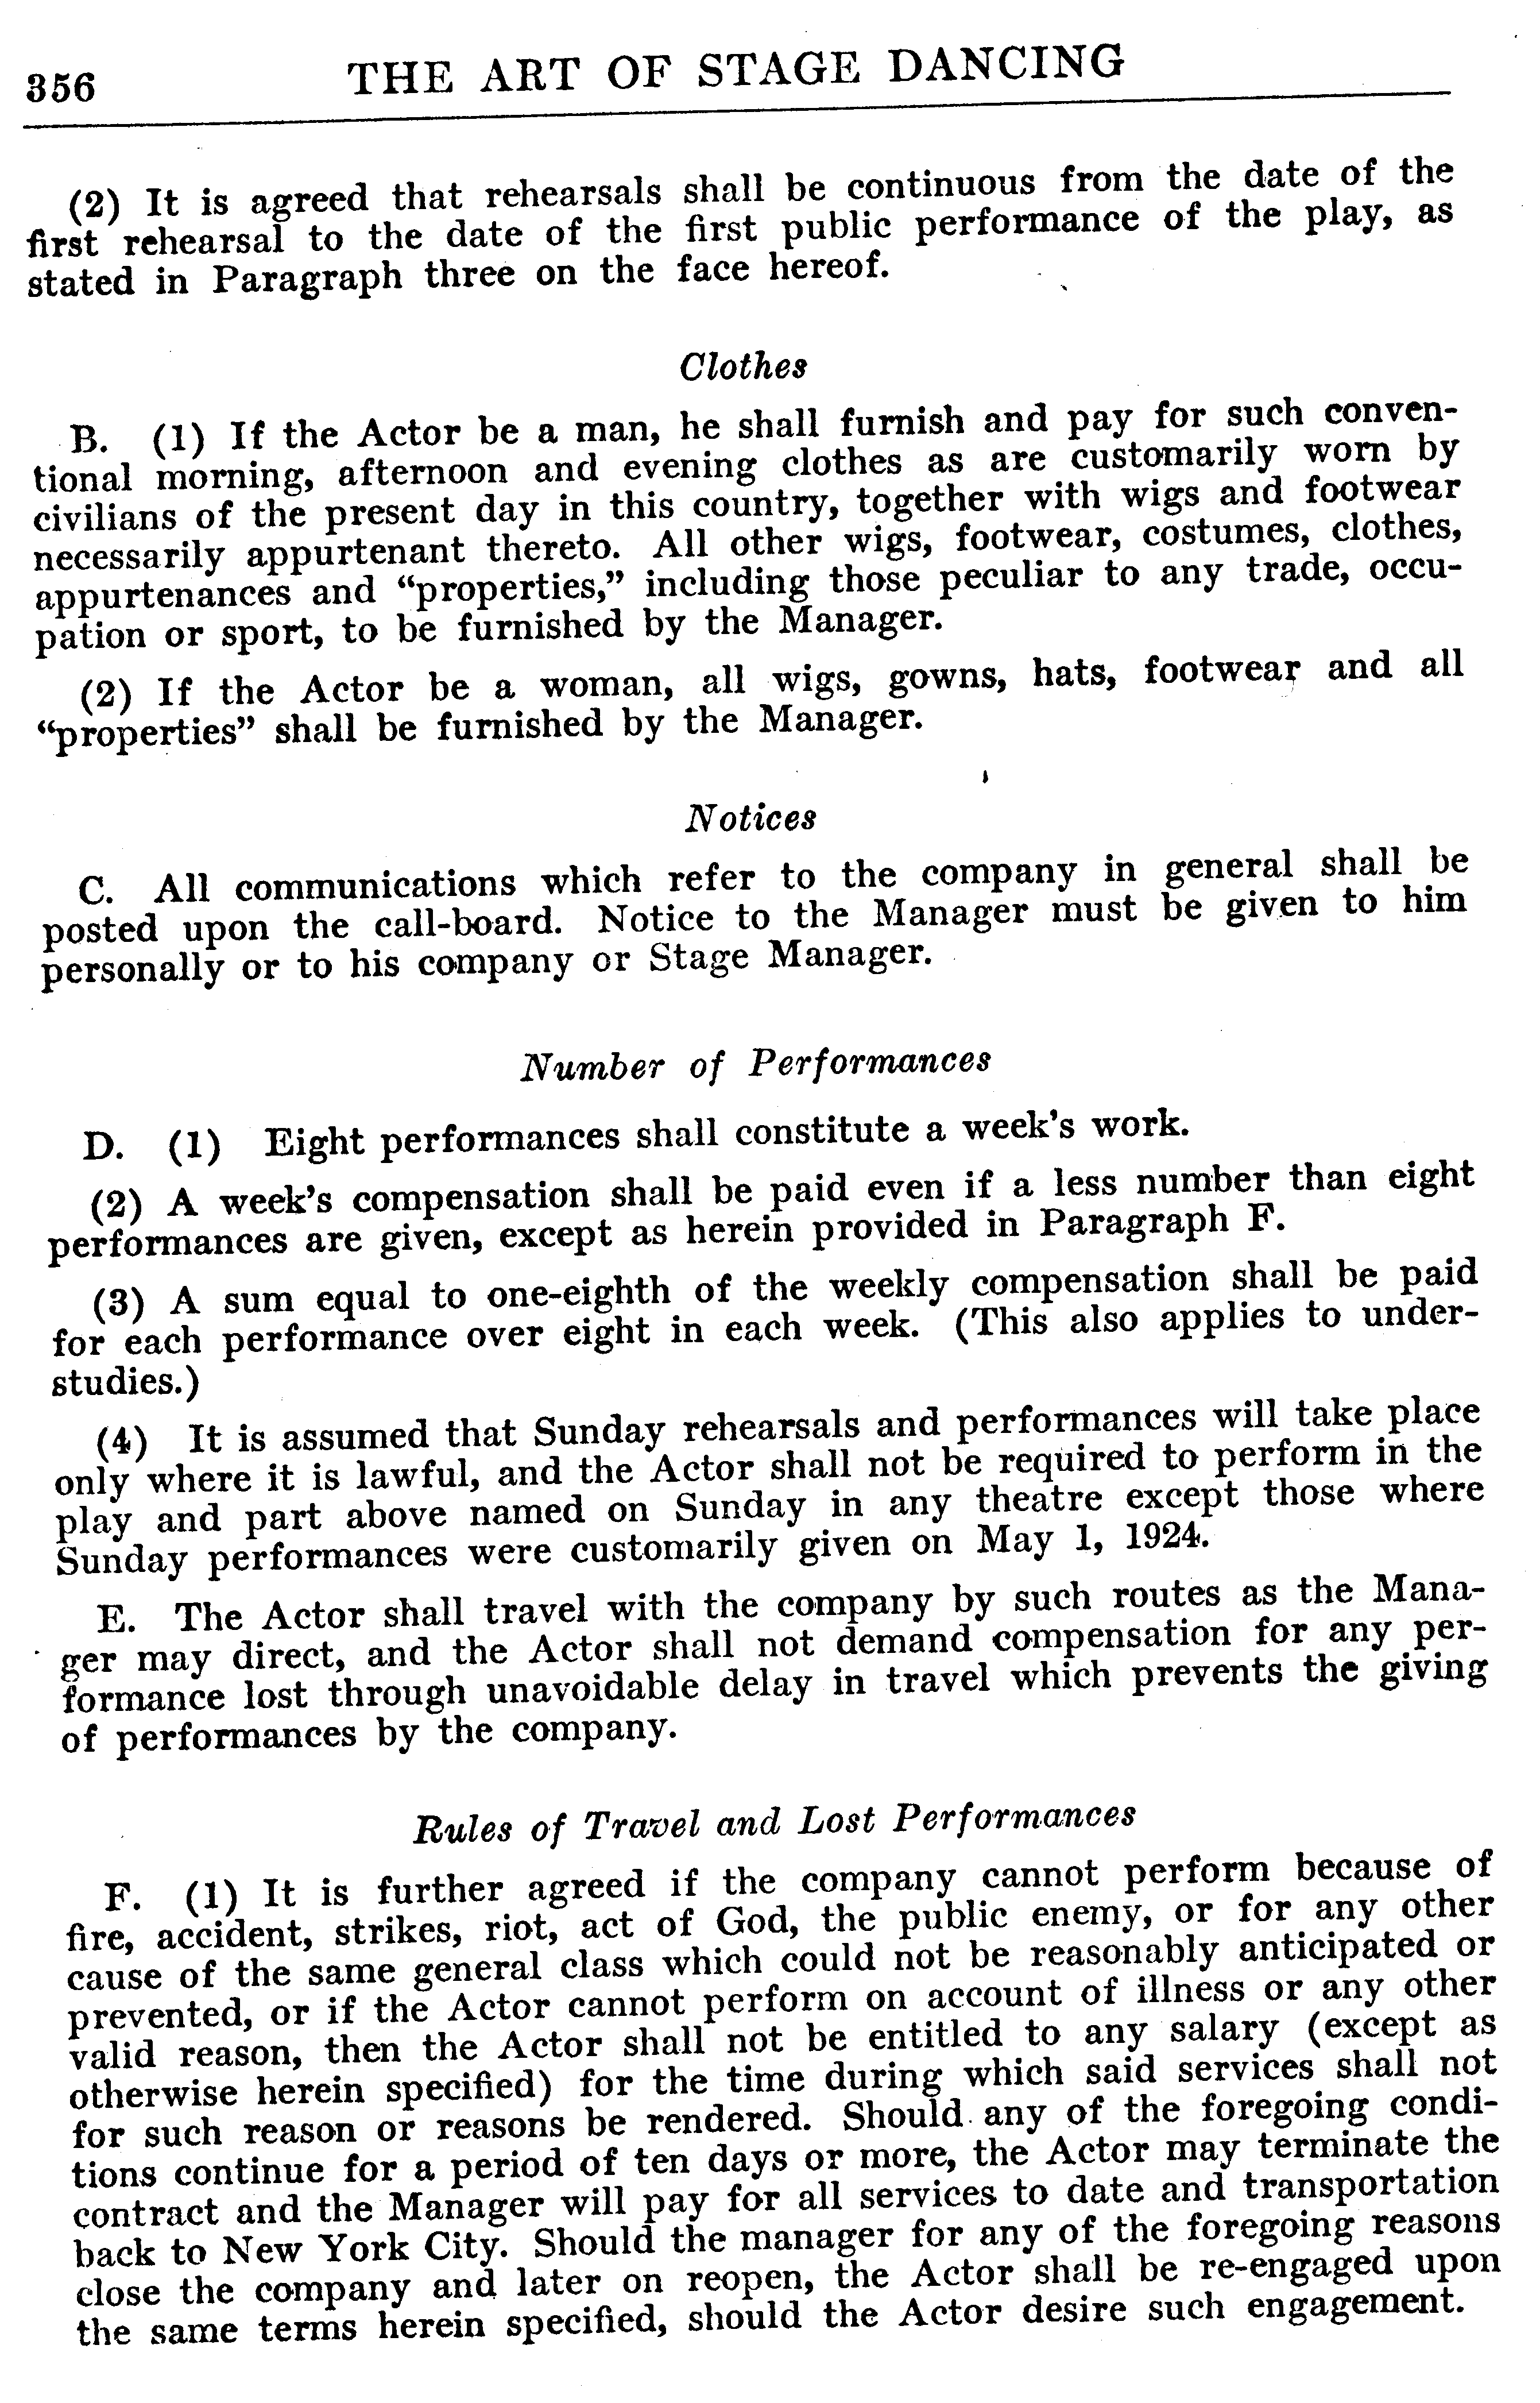 356 THE ART OF STAGE DANCING
(2) It is agreed that rehearsals shall be continuous from the date of the
first rehearsal to the date of the first public performance of the play, as
stated in Paragraph three on the face hereof.
Clothes
B. (1) If the Actor be a man, he shall furnish and pay for such conven-
tional morning, afternoon and evening clothes as are customarily worn by
civilians of the present day in this country, together with wigs and footwear
necessarily appurtenant thereto. All other wigs, footwear, costumes, clothes,
appurtenances and “properties,” including those peculiar to any trade, occu-
pation or sport, to be furnished by the Manager.
(2) If the Actor be a woman, all wigs, gowns, hats, footwear and all
“properties” shall be furnished by the Manager.
Notices
C. All communications which refer to the company in general shall be
posted upon the call-board. Notice to the Manager must be given to him
personally or to his company or Stage Manager.
Number of Performances
D. (1) Eight performances shall constitute a week's work.
(2) A week's compensation shall be paid even if a less number than eight
performances are given, except as herein provided in Paragraph F.
(3) A sum equal to one-eighth of the weekly compensation shall be paid
for each performance over eight in each week. (This also applies to under-
studies.)
(4) It is assumed that Sunday rehearsals and performances will take place
only where it is lawful, and the Actor shall not be required to perform in the
play and part above named on Sunday in any theatre except those where
Sunday performances were customarily given on May 1, 1924.
E. The Actor shall travel with the company by such routes as the Mana-
ger may direct, and the Actor shall not demand compensation for any per-
formance lost through unavoidable delay in travel which prevents the giving
of performances by the company.
Rules of Travel and Lost Performances
F. (1) It is further agreed if the company cannot perform because of
fire, accident, strikes, riot, act of God, the public enemy, or for any other
cause of the same general class which could not be reasonably anticipated or
prevented, or if the Actor cannot perform on account of illness or any other
valid reason, then the Actor shall not be entitled to any salary (except as
otherwise herein specified) for the time during which said services shall not
for such reason or reasons be rendered. Should any of the foregoing condi-
tions continue for a period of ten days or more, the Actor may terminate the
contract and the Manager will pay for all services to date and transportation
back to New York City. Should the manager for any of the foregoing reasons
close the company and later on reopen, the Actor shall be re-engaged upon
the same terms herein specified, should the Actor desire such engagement.